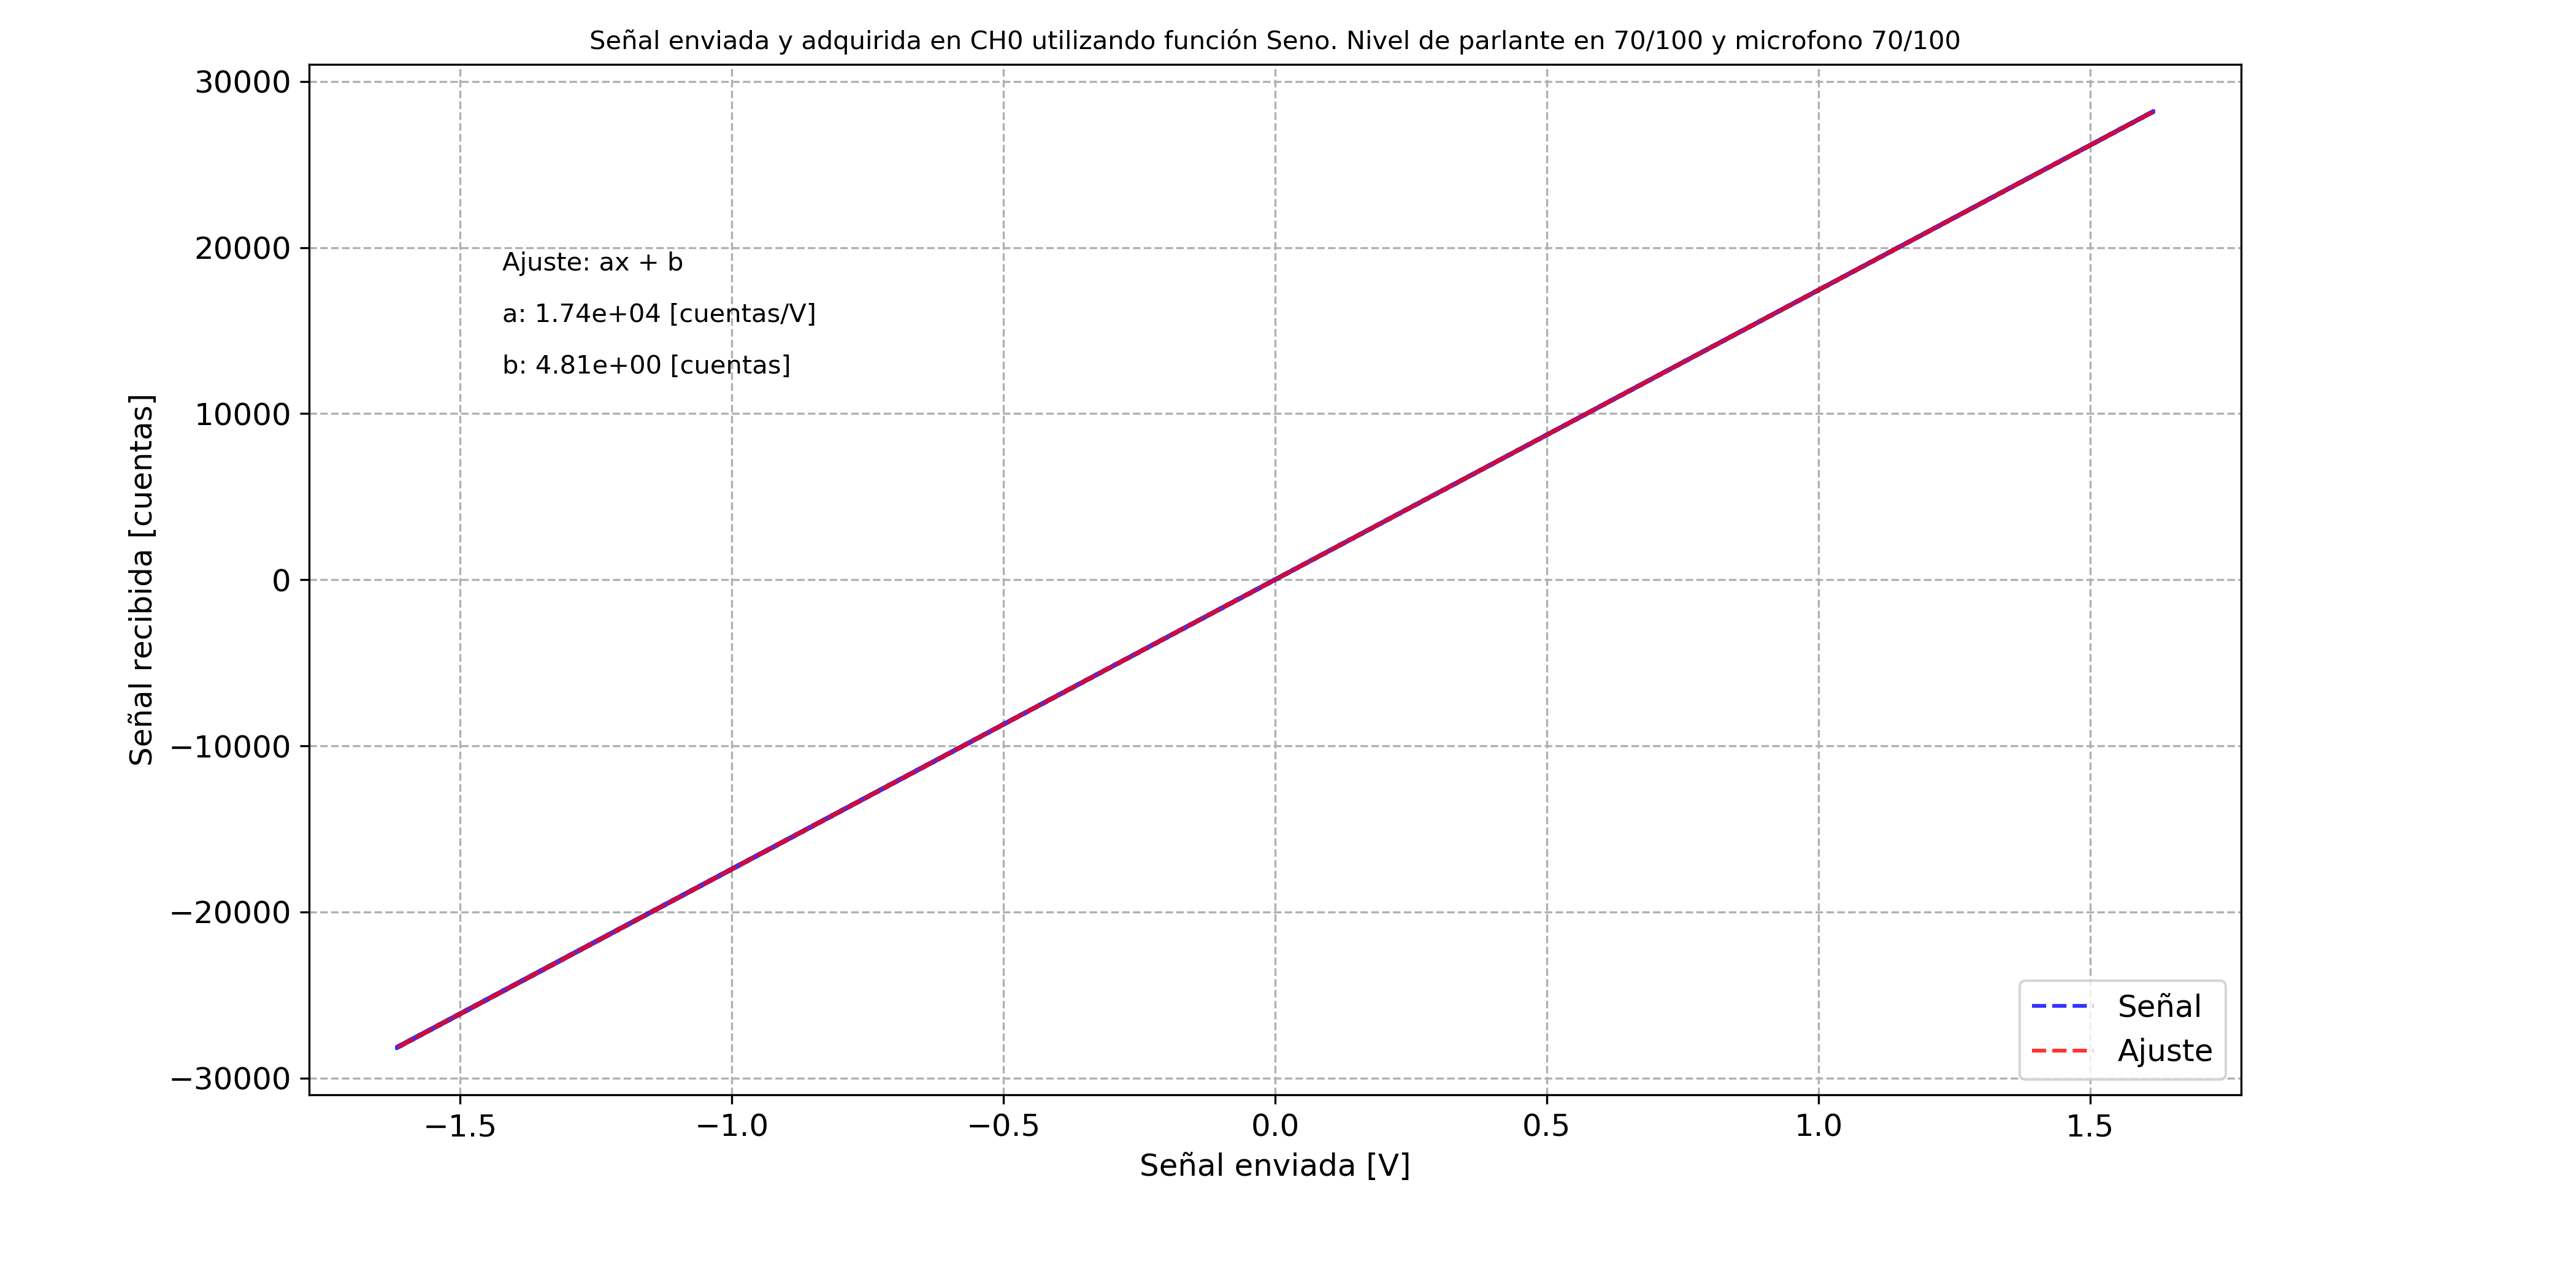 Señal enviada y adquirida en CH0 utilizando función Seno. Nivel de parlante en 70/100 y microfono 70/100
30000
20000
10000
0
−10000
−20000
−30000
Señal recibida [cuentas]
Ajuste: ax + b
a: 1.74e+04 [cuentas/V]
b: 4.81e+00 [cuentas]
Señal
Ajuste
−1.5 −1.0 −0.5 0.0 0.5 1.0 1.5
Señal enviada [V]